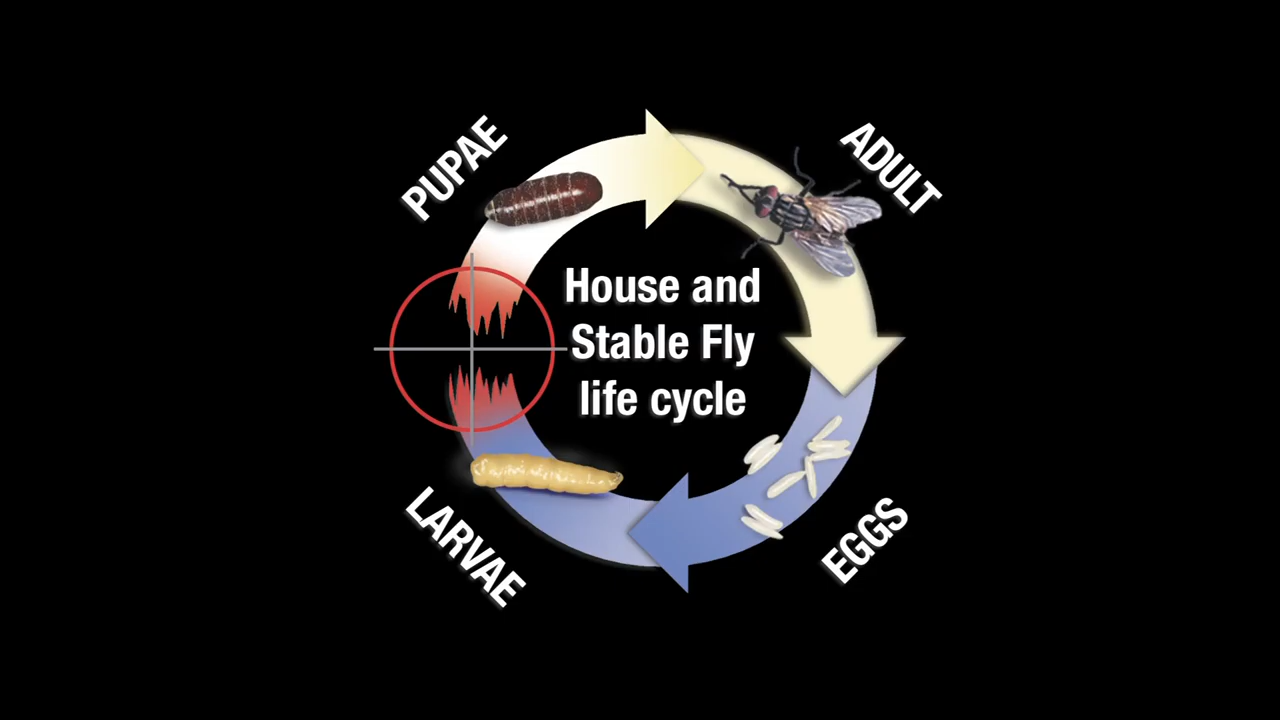 PUPAE
ADULT
House and
Stable Fly
life cycle
LARVAE
EGGS